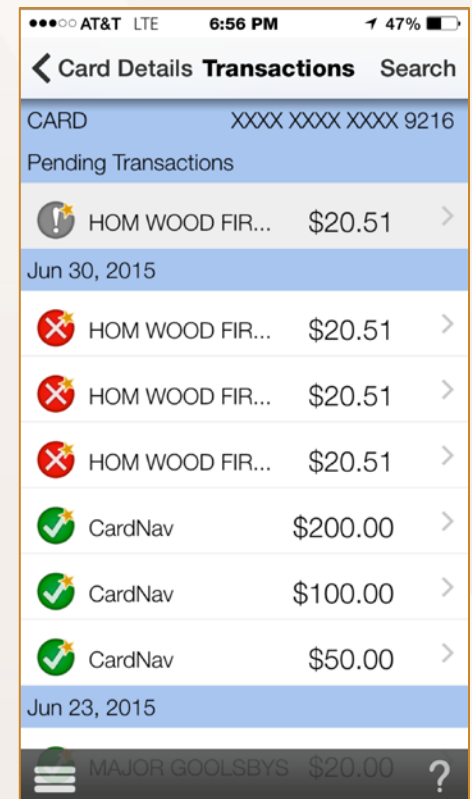 AT&T LTE 6:56 PM 47%
Card Details Transactions Search
CARD XXXX XXXX XXXX 9216
Pending Transactions
HOM WOOD FIR... $20.51
Jun 30, 2015
HOM WOOD FIR... $20.51
HOM WOOD FIR... $20.51
HOM WOOD FIR... $20.51
CardNav $200.00
CardNav $100.00
CardNav $50.00
Jun 23, 2015
MAJOR GOOLSBYS $20.00
?